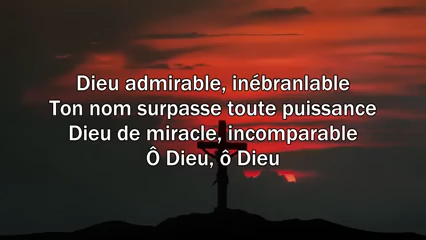 Dieu admirable, inébranlable
Ton nom surpasse toute puissance
Dieu de miracle, incomparable
Ô Dieu, ô Dieu